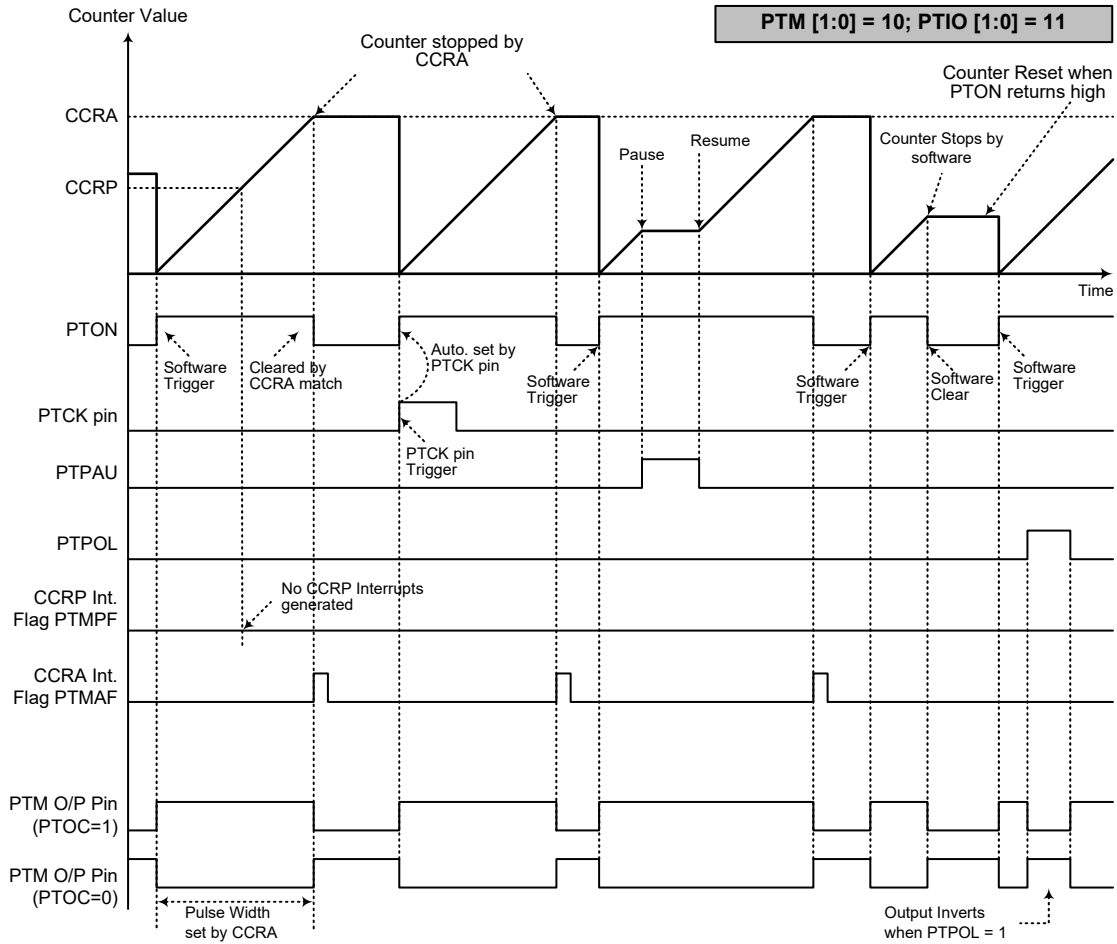 Counter Value
PTM [1:0] = 10; PTIO [1:0] = 11
Counter stopped by
CCRA
Counter Reset when
PTON returns high
CCRA
Pause
Resume
Counter Stops by
software
CCRP
Time
PTON
Software
Trigger
Cleared by
CCRA match
Auto. set by
PTCK pin
Software
Trigger
Software
Trigger
Software
Clear
Software
Trigger
PTCK pin
PTCK pin
Trigger
PTPAU
PTPOL
No CCRP Interrupts
generated
CCRP Int.
Flag PTMPF
CCRA Int.
Flag PTMAF
PTM O/P Pin
(PTOC=1)
PTM O/P Pin
(PTOC=0)
Pulse Width
set by CCRA
Output Inverts
when PTPOL = 1